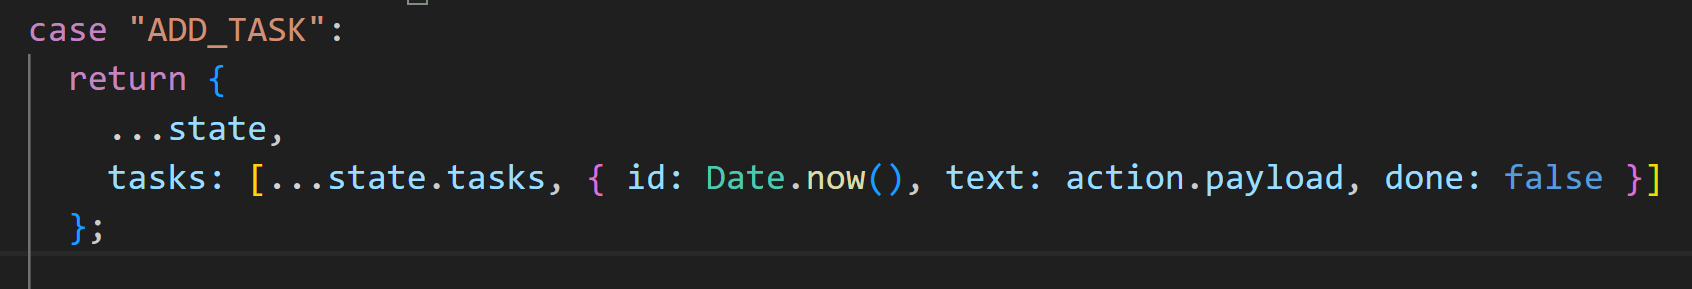 case "ADD_TASK":
return {
...state,
tasks: [...state.tasks, { id: Date.now(), text: action.payload, done: false }]
};